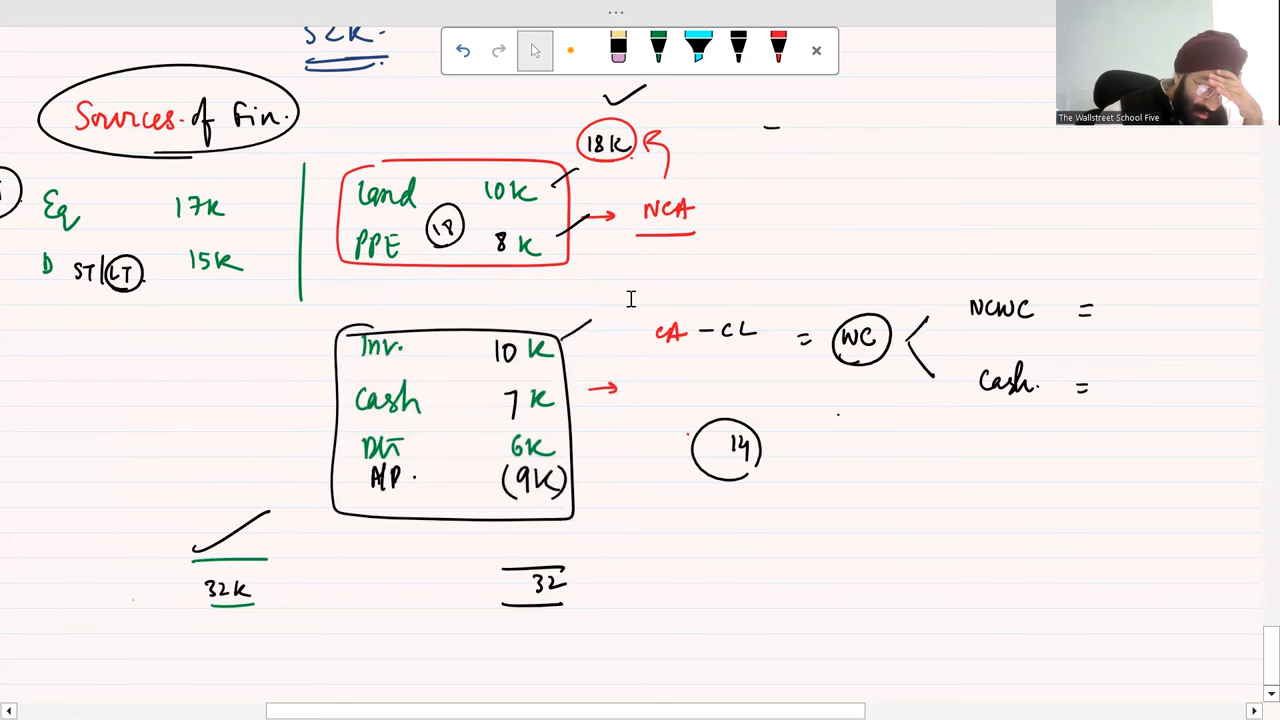 52K.
Sources of Fin.
18K
Land 10K
Eq 17K
18
NCA
PPE 8K
D ST/LT 15K
Inv. 10K
CA - CL = WC
NCWC =
Cash. =
Cash 7K
14
6K
A/P. (9K)
32K
32
The Wallstreet School Five